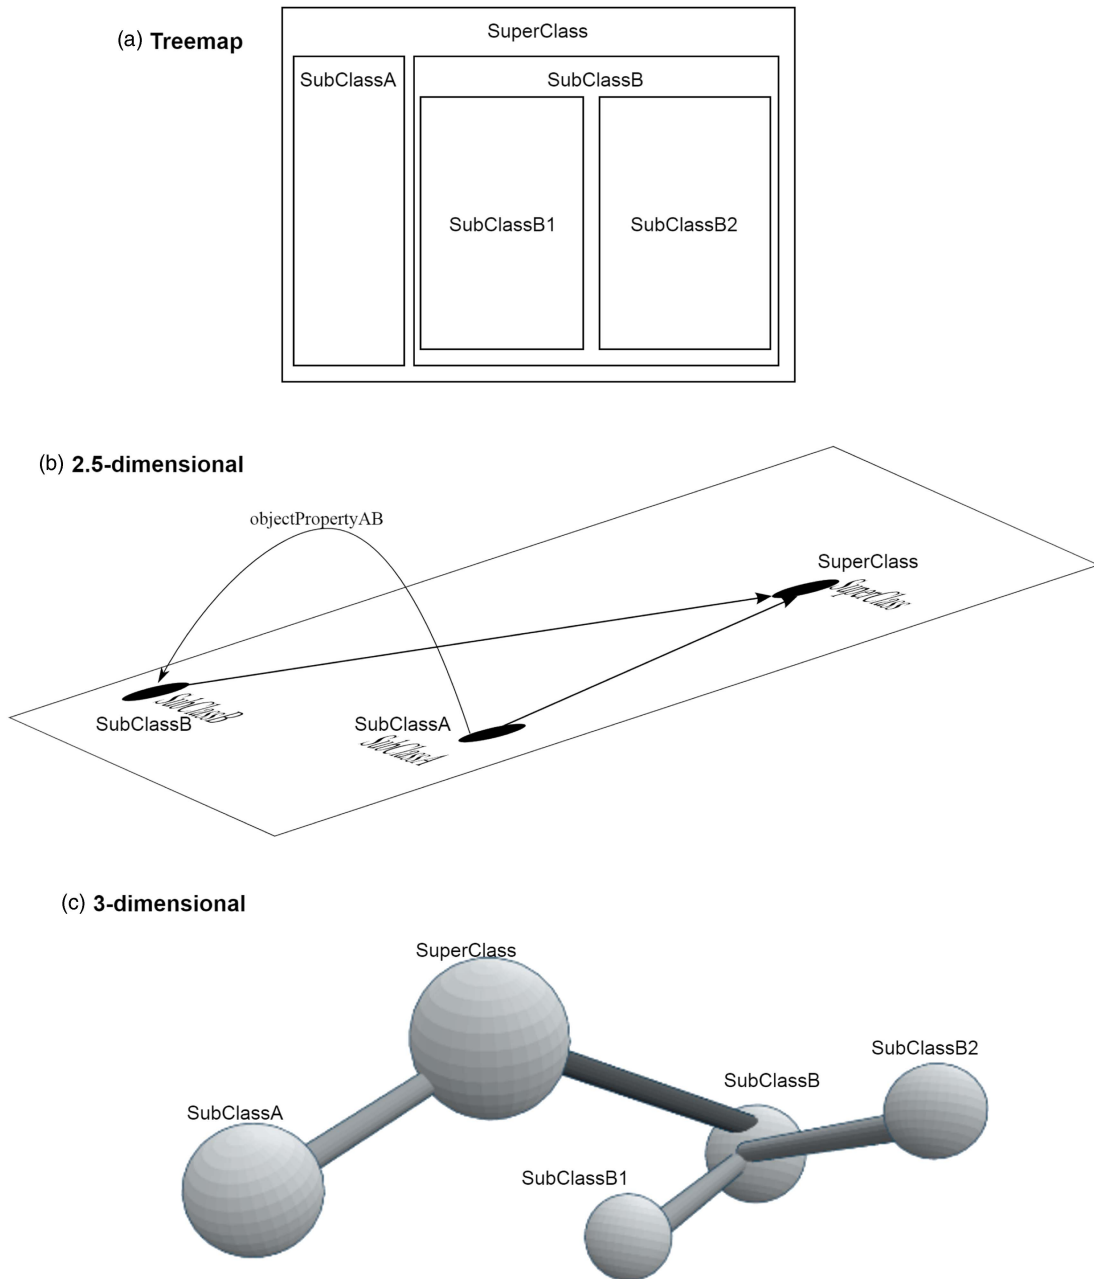 (a) Treemap
SuperClass
SubClassA
SubClassB
SubClassB1
SubClassB2
(b) 2.5-dimensional
objectPropertyAB
SuperClass
SuperClass
SubClassB
SubClassB
SubClassA
SubClassA
(c) 3-dimensional
SuperClass
SubClassB2
SubClassB
SubClassA
SubClassB1